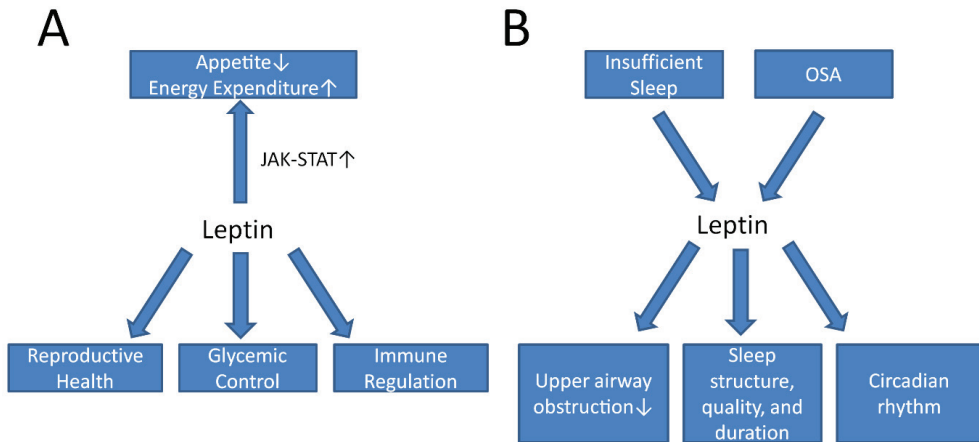 A
Appetite↓
Energy Expenditure↑
JAK-STAT↑
Leptin
Reproductive
Health
Glycemic
Control
Immune
Regulation
B
Insufficient
Sleep
OSA
Leptin
Upper airway
obstruction↓
Sleep
structure,
quality, and
duration
Circadian
rhythm